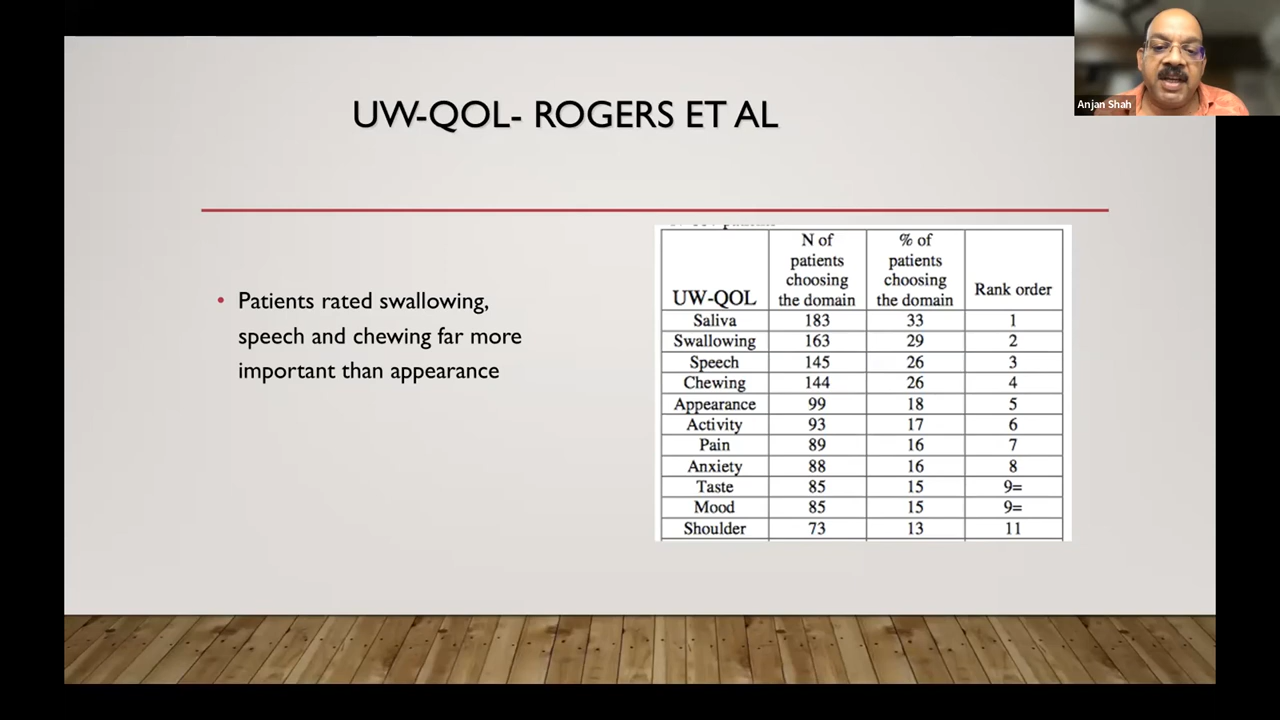 UW-QOL- ROGERS ET AL
Anjan Shah
• Patients rated swallowing,
speech and chewing far more
important than appearance
UW-QOL N of patients choosing the domain % of patients choosing the domain Rank order
Saliva 183 33 1
Swallowing 163 29 2
Speech 145 26 3
Chewing 144 26 4
Appearance 99 18 5
Activity 93 17 6
Pain 89 16 7
Anxiety 88 16 8
Taste 85 15 9=
Mood 85 15 9=
Shoulder 73 13 11